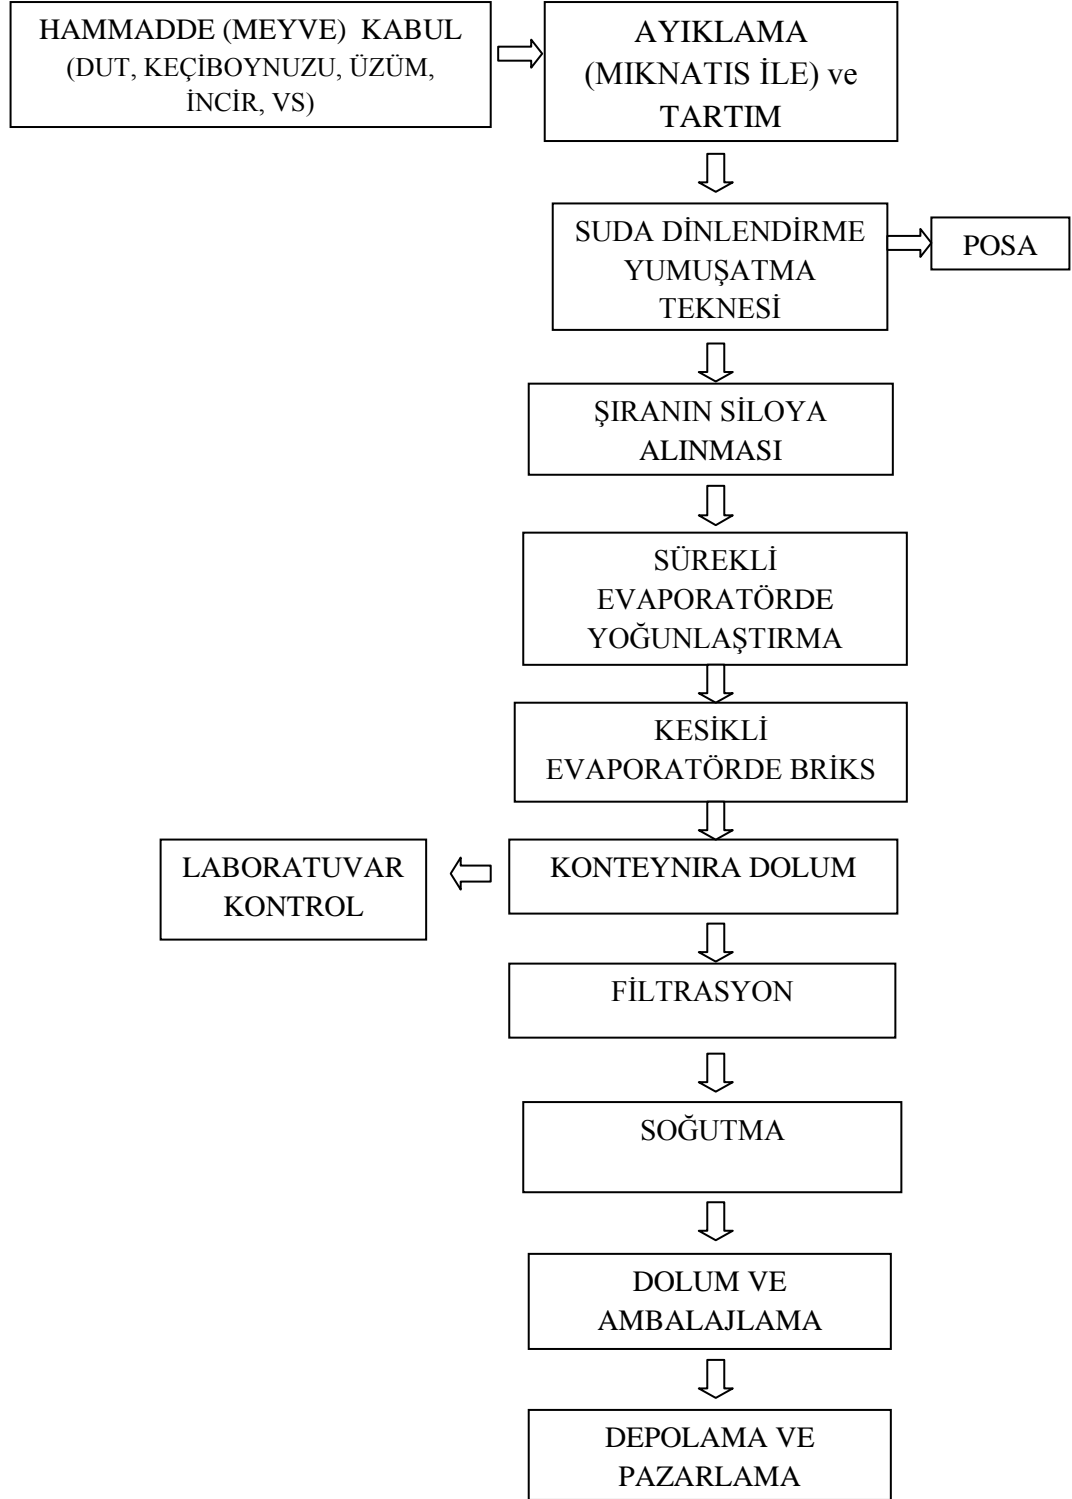 HAMMADDE (MEYVE) KABUL
(DUT, KEÇİBOYNUZU, ÜZÜM,
İNCİR, VS)
AYIKLAMA
(MIKNATIS İLE) ve
TARTIM
SUDA DİNLENDİRME
YUMUŞATMA
TEKNESİ
POSA
ŞIRANIN SİLOYA
ALINMASI
SÜREKLİ
EVAPORATÖRDE
YOĞUNLAŞTIRMA
KESİKLİ
EVAPORATÖRDE BRİKS
LABORATUVAR
KONTROL
KONTEYNIRA DOLUM
FİLTRASYON
SOĞUTMA
DOLUM VE
AMBALAJLAMA
DEPOLAMA VE
PAZARLAMA